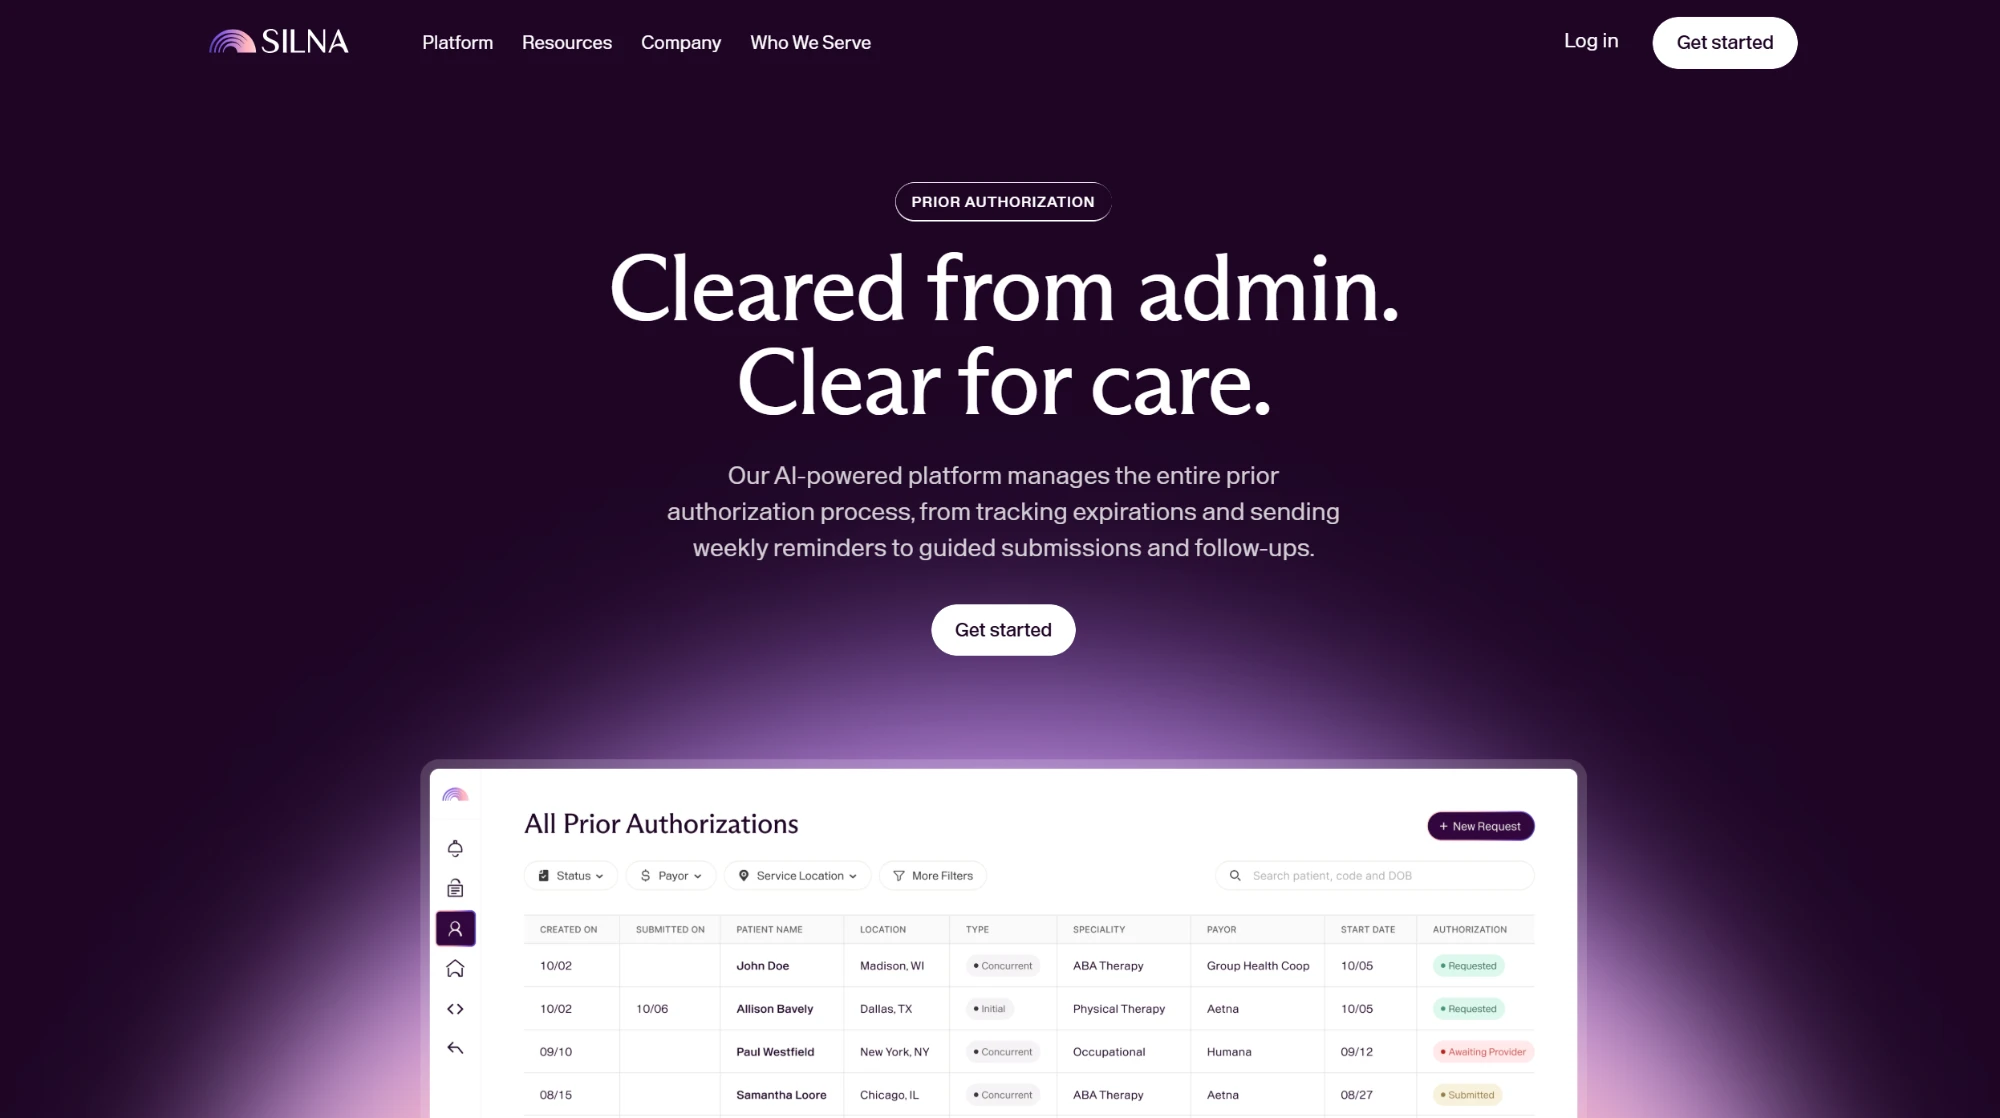 SILNA
Platform Resources Company Who We Serve
Log in Get started
PRIOR AUTHORIZATION
Cleared from admin.
Clear for care.
Our AI-powered platform manages the entire prior
authorization process, from tracking expirations and sending
weekly reminders to guided submissions and follow-ups.
Get started
All Prior Authorizations
+ New Request
Status Payor Service Location More Filters
Search patient, code and DOB
CREATED ON SUBMITTED ON PATIENT NAME LOCATION TYPE SPECIALITY PAYOR START DATE AUTHORIZATION
10/02 John Doe Madison, WI Concurrent ABA Therapy Group Health Coop 10/05 Requested
10/02 10/06 Allison Bavely Dallas, TX Initial Physical Therapy Aetna 10/05 Requested
09/10 Paul Westfield New York, NY Concurrent Occupational Humana 09/12 Awaiting Provider
08/15 Samantha Loore Chicago, IL Concurrent ABA Therapy Aetna 08/27 Submitted